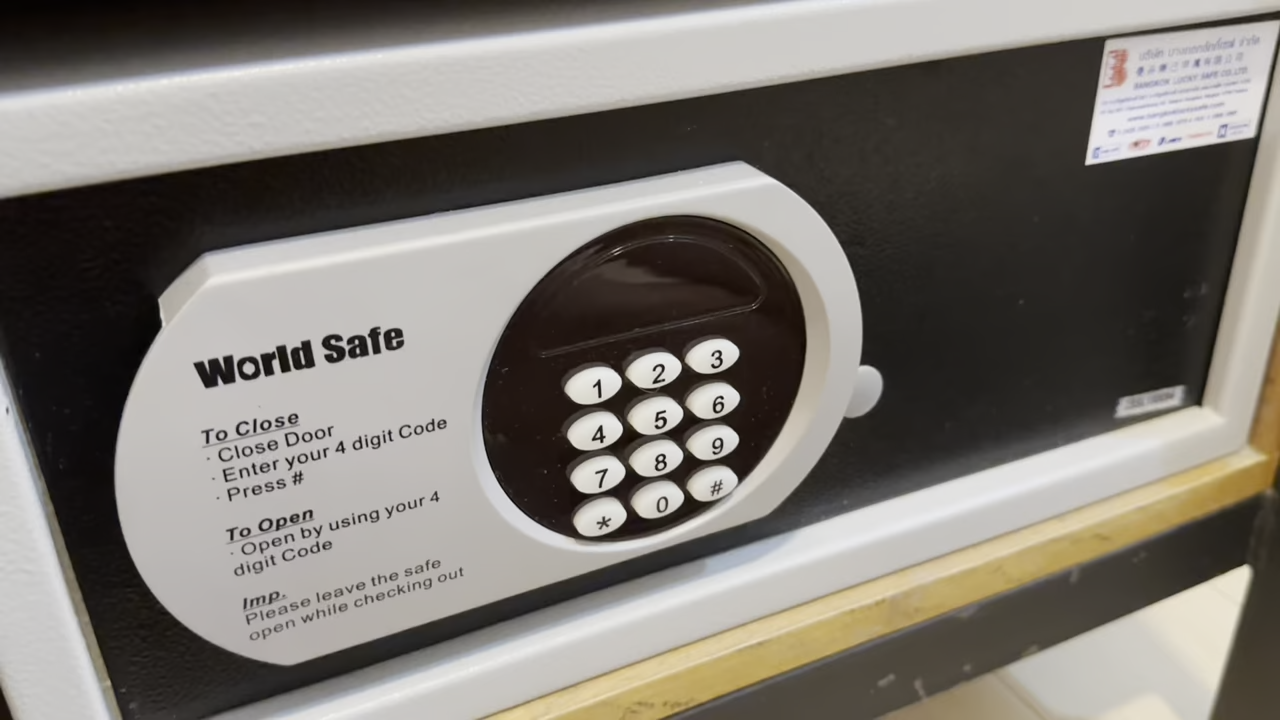 World Safe
To Close
· Close Door
· Enter your 4 digit Code
· Press #
To Open
· Open by using your 4
digit Code
Imp.
Please leave the safe
open while checking out
1 2 3
4 5 6
7 8 9
* 0 #
BANGKOK LUCKY SAFE CO.,LTD.